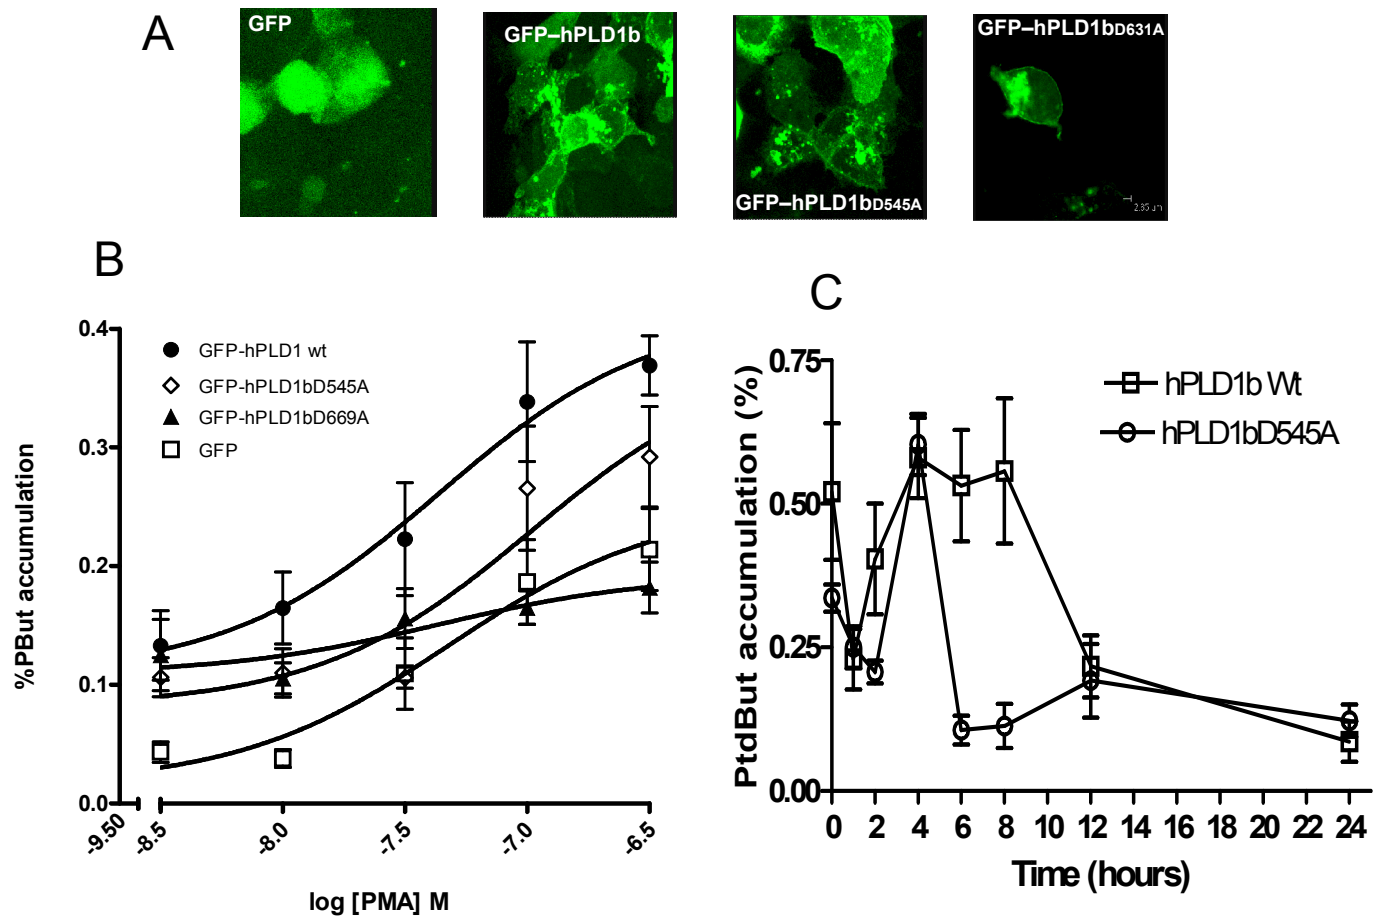 A
GFP
GFP–hPLD1b
GFP–hPLD1bD545A
GFP–hPLD1bD631A
B
%PBut accumulation
0.4
0.3
0.2
0.1
0.0
GFP-hPLD1 wt
GFP-hPLD1bD545A
GFP-hPLD1bD669A
GFP
-9.50
-8.5
-8.0
-7.5
-7.0
-6.5
log [PMA] M
C
PtdBut accumulation (%)
0.75
0.50
0.25
0.00
hPLD1b Wt
hPLD1bD545A
0 2 4 6 8 10 12 14 16 18 20 22 24
Time (hours)